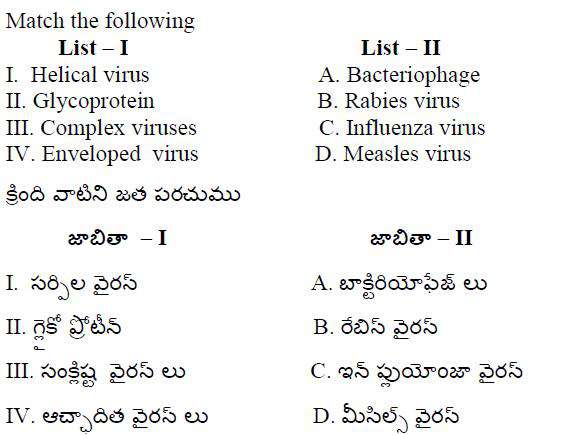 Match the following
List – I List – II
I. Helical virus A. Bacteriophage
II. Glycoprotein B. Rabies virus
III. Complex viruses C. Influenza virus
IV. Enveloped virus D. Measles virus
క్రింది వాటిని జత పరచుము
జాబితా – I జాబితా – II
I. సర్పిల వైరస్ A. బాక్టీరియోఫేజ్ లు
II. గ్లైకో ప్రోటీన్ B. రేబిస్ వైరస్
III. సంక్లిష్ట వైరస్ లు C. ఇన్ ఫ్లుయోంజా వైరస్
IV. ఆచ్ఛాదిత వైరస్ లు D. మీసిల్స్ వైరస్